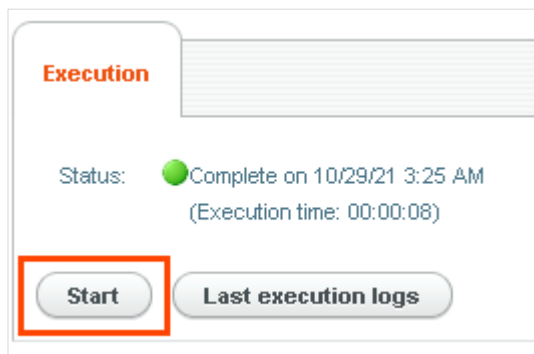 Execution
Status: Complete on 10/29/21 3:25 AM
(Execution time: 00:00:08)
Start Last execution logs